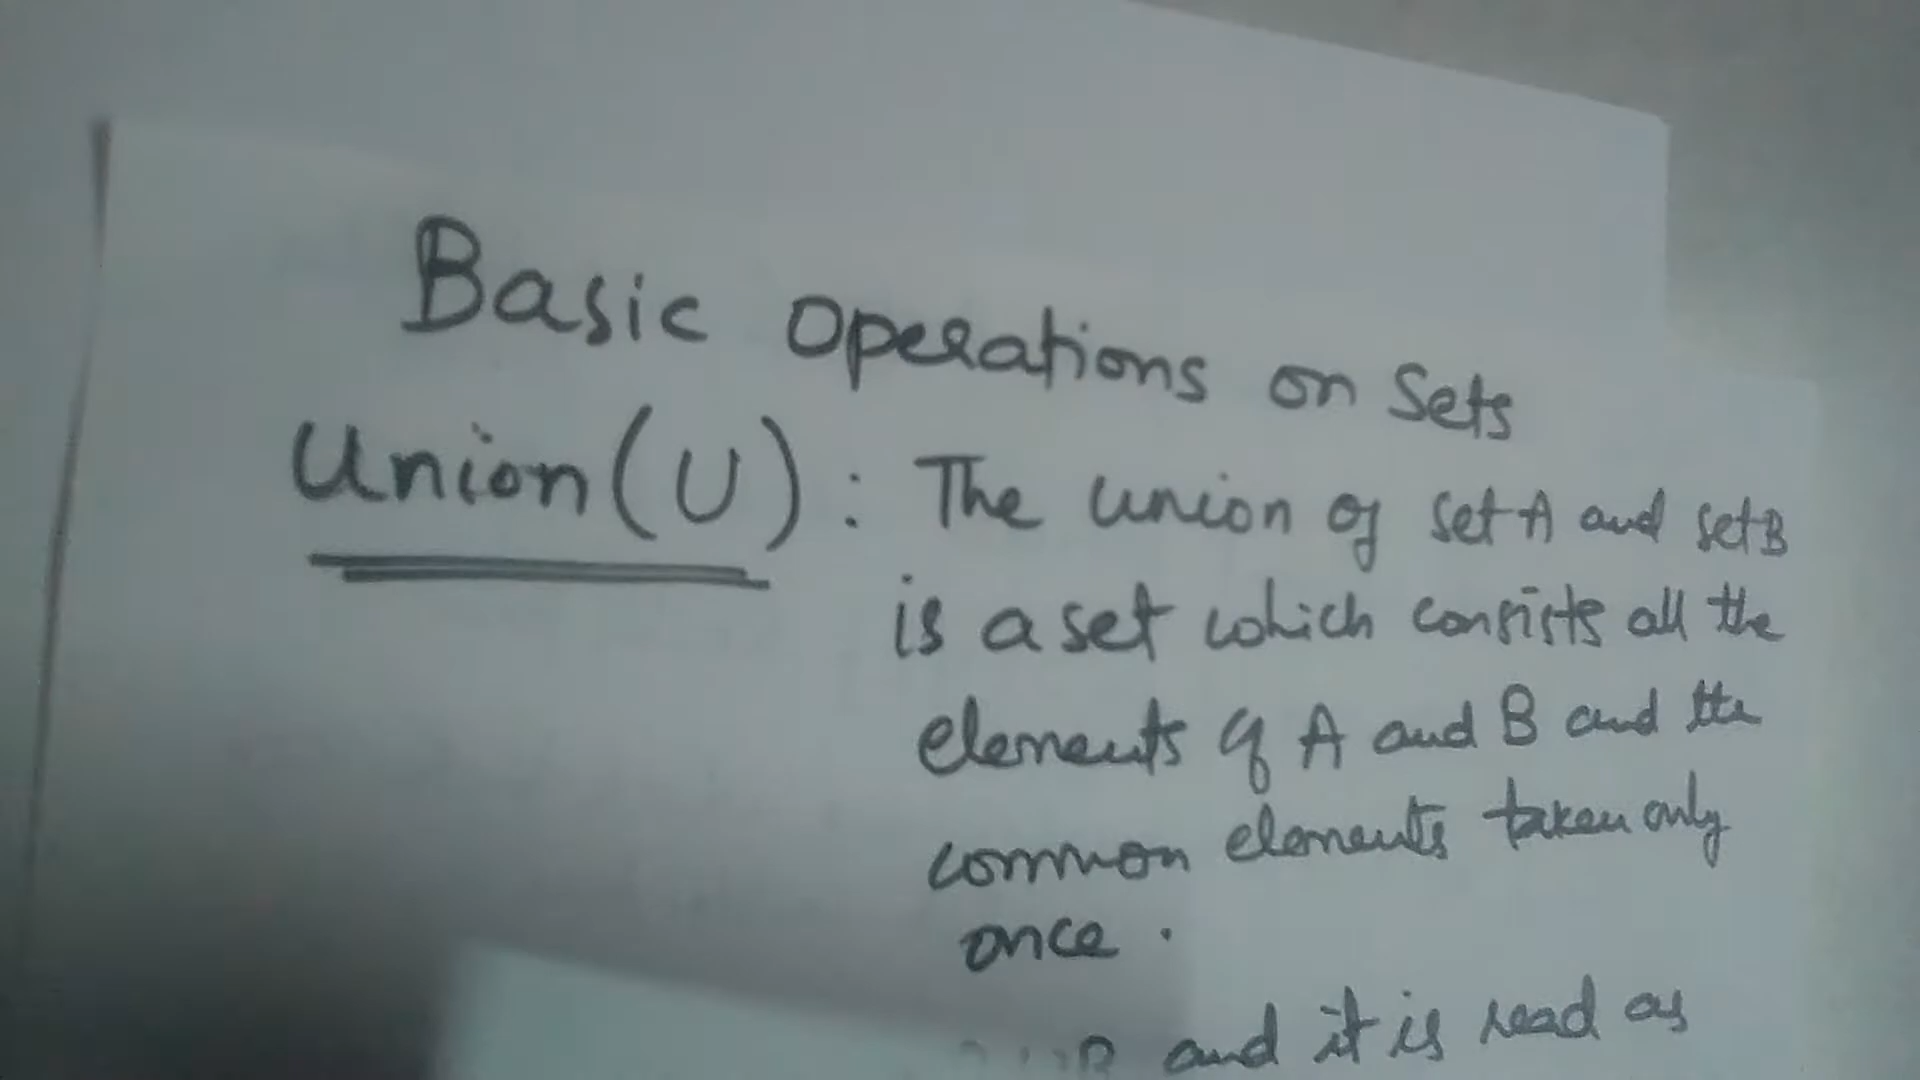 Basic Operations on Sets
Union (U) : The union of set A and set B
is a set which consists all the
elements of A and B and the
common elements taken only
once .
and it is read as